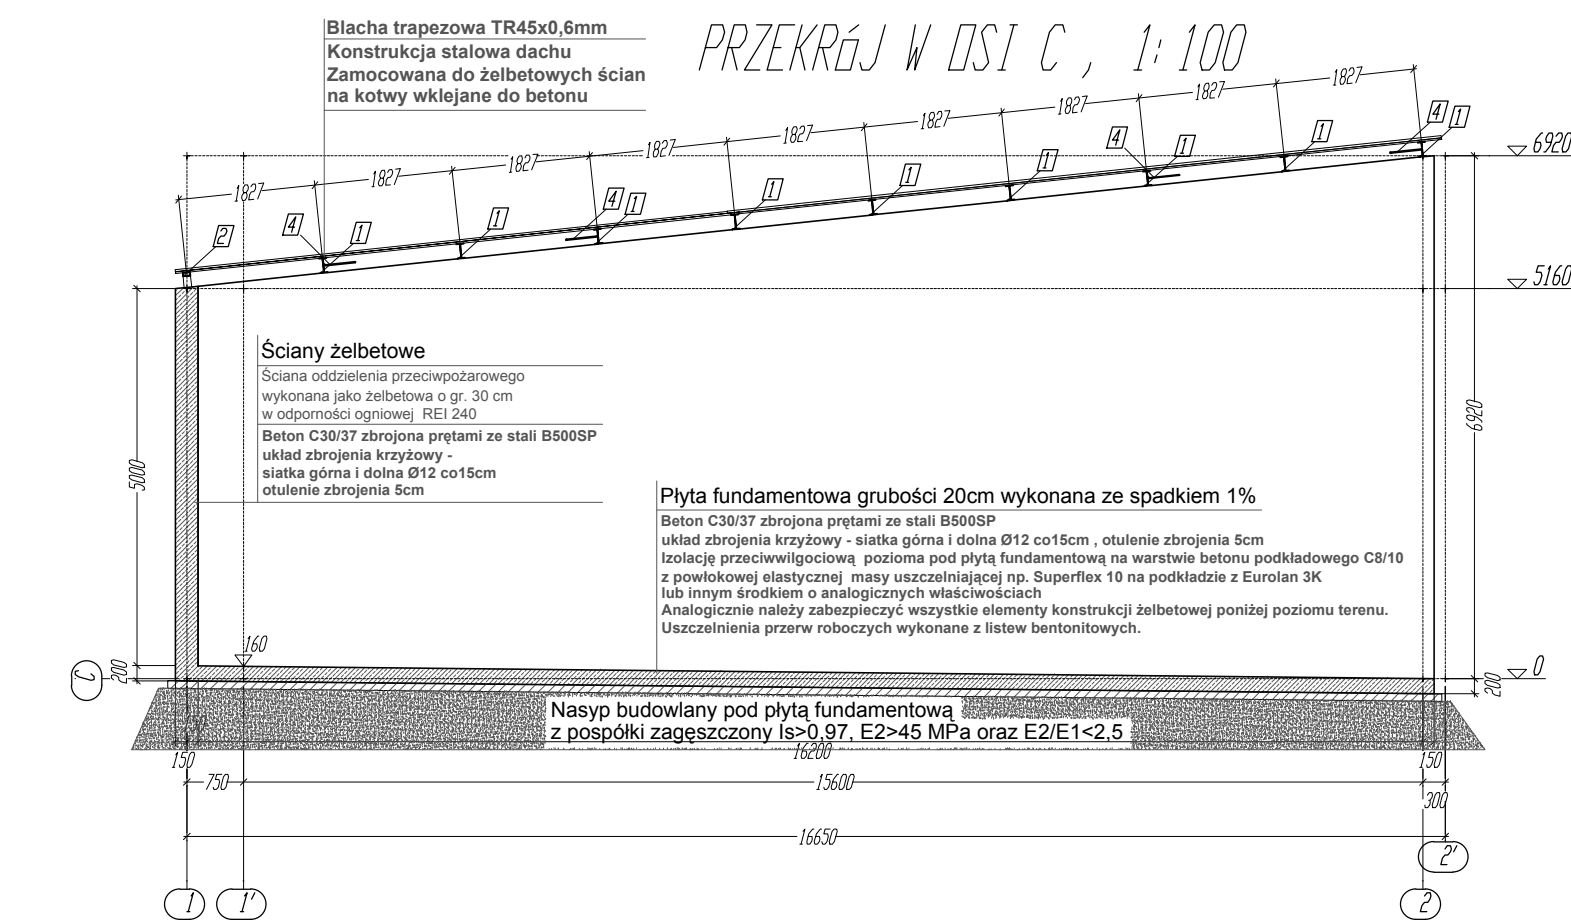 Blacha trapezowa TR45x0,6mm
Konstrukcja stalowa dachu
Zamocowana do żelbetowych ścian
na kotwy wklejane do betonu
PRZEKRóJ W OSI C , 1: 100
1827
1827
1827
1827
1827
1827
1827
1827
1827
2
4
1
1
4
1
1
1
1
4
1
1
4
1
6920
5160
Ściany żelbetowe
Ściana oddzielenia przeciwpożarowego
wykonana jako żelbetowa o gr. 30 cm
w odporności ogniowej REI 240
Beton C30/37 zbrojona prętami ze stali B500SP
układ zbrojenia krzyżowy -
siatka górna i dolna Ø12 co15cm
otulenie zbrojenia 5cm
5000
6920
Płyta fundamentowa grubości 20cm wykonana ze spadkiem 1%
Beton C30/37 zbrojona prętami ze stali B500SP
układ zbrojenia krzyżowy - siatka górna i dolna Ø12 co15cm , otulenie zbrojenia 5cm
Izolację przeciwwilgociową pozioma pod płytą fundamentową na warstwie betonu podkładowego C8/10
z powłokowej elastycznej masy uszczelniającej np. Superflex 10 na podkładzie z Eurolan 3K
lub innym środkiem o analogicznych właściwościach
Analogicznie należy zabezpieczyć wszystkie elementy konstrukcji żelbetowej poniżej poziomu terenu.
Uszczelnienia przerw roboczych wykonane z listew bentonitowych.
160
C
200
0
200
Nasyp budowlany pod płytą fundamentową
z pospółki zagęszczony Is>0,97, E2>45 MPa oraz E2/E1<2,5
150
16200
150
750
15600
300
16650
1
1'
2
2'